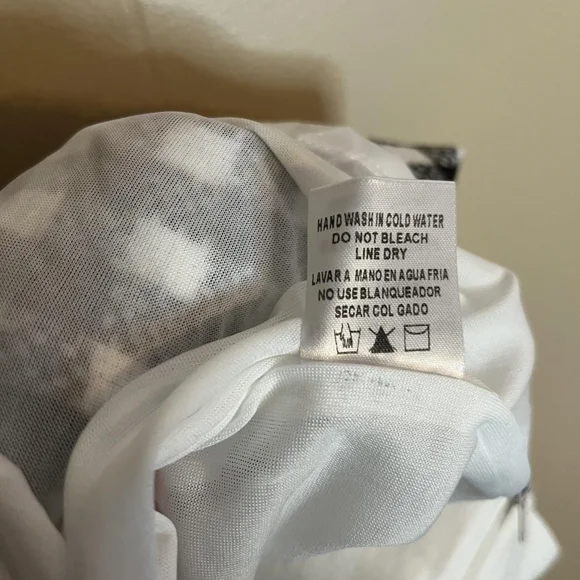 HAND WASH IN COLD WATER
DO NOT BLEACH
LINE DRY
LAVAR A MANO EN AGUA FRIA
NO USE BLANQUEADOR
SECAR COL GADO